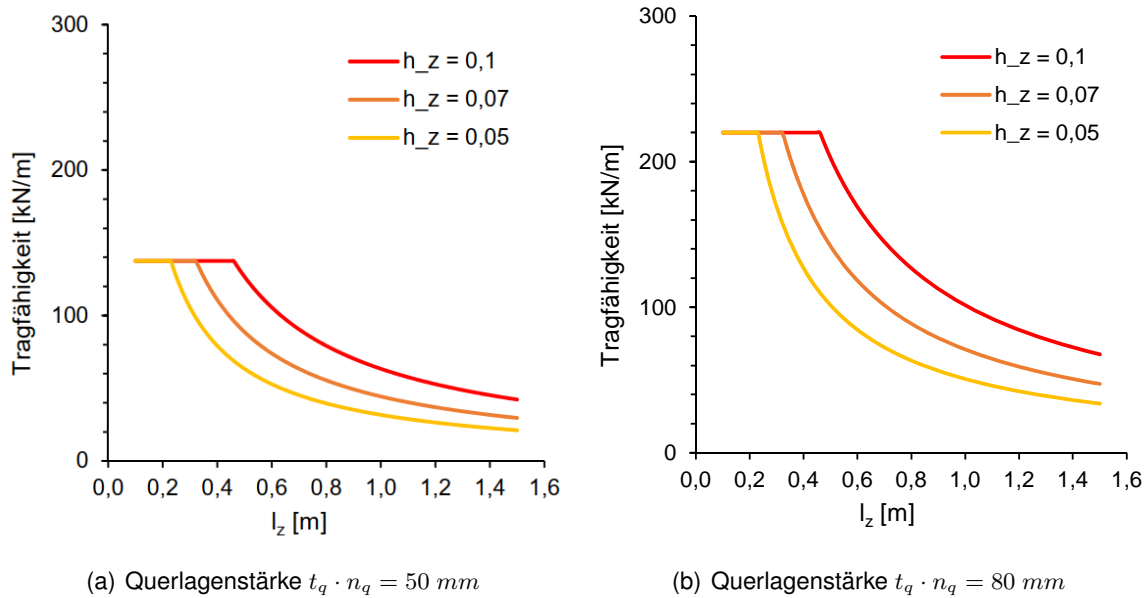 300
200
100
0
Tragfähigkeit [kN/m]
h_z = 0,1
h_z = 0,07
h_z = 0,05
0,0 0,2 0,4 0,6 0,8 1,0 1,2 1,4 1,6
l_z [m]
(a) Querlagenstärke t_q · n_q = 50 mm
300
200
100
0
Tragfähigkeit [kN/m]
h_z = 0,1
h_z = 0,07
h_z = 0,05
0,0 0,2 0,4 0,6 0,8 1,0 1,2 1,4 1,6
l_z [m]
(b) Querlagenstärke t_q · n_q = 80 mm